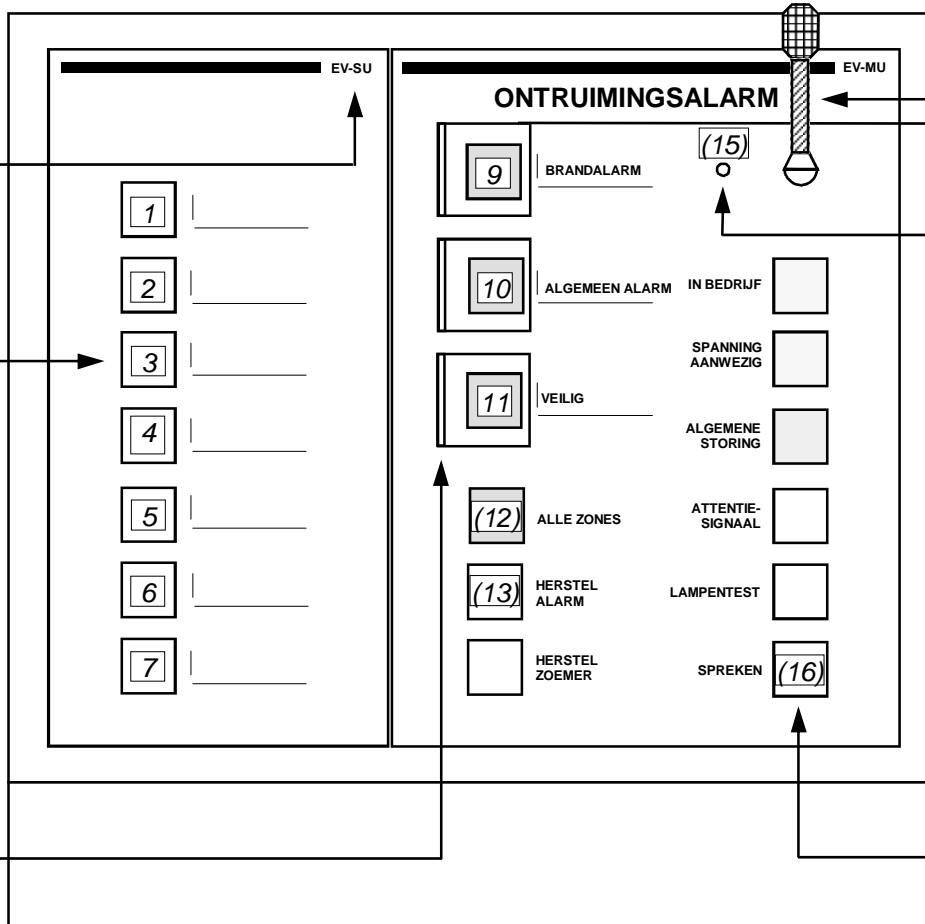 EV-SU
1
2
3
4
5
6
7
EV-MU
ONTRUIMINGSALARM
9
BRANDALARM
(15)
10
ALGEMEEN ALARM
11
VEILIG
(12)
ALLE ZONES
(13)
HERSTEL
ALARM
HERSTEL
ZOEMER
IN BEDRIJF
SPANNING
AANWEZIG
ALGEMENE
STORING
ATTENTIE-
SIGNAAL
LAMPENTEST
SPREKEN
(16)